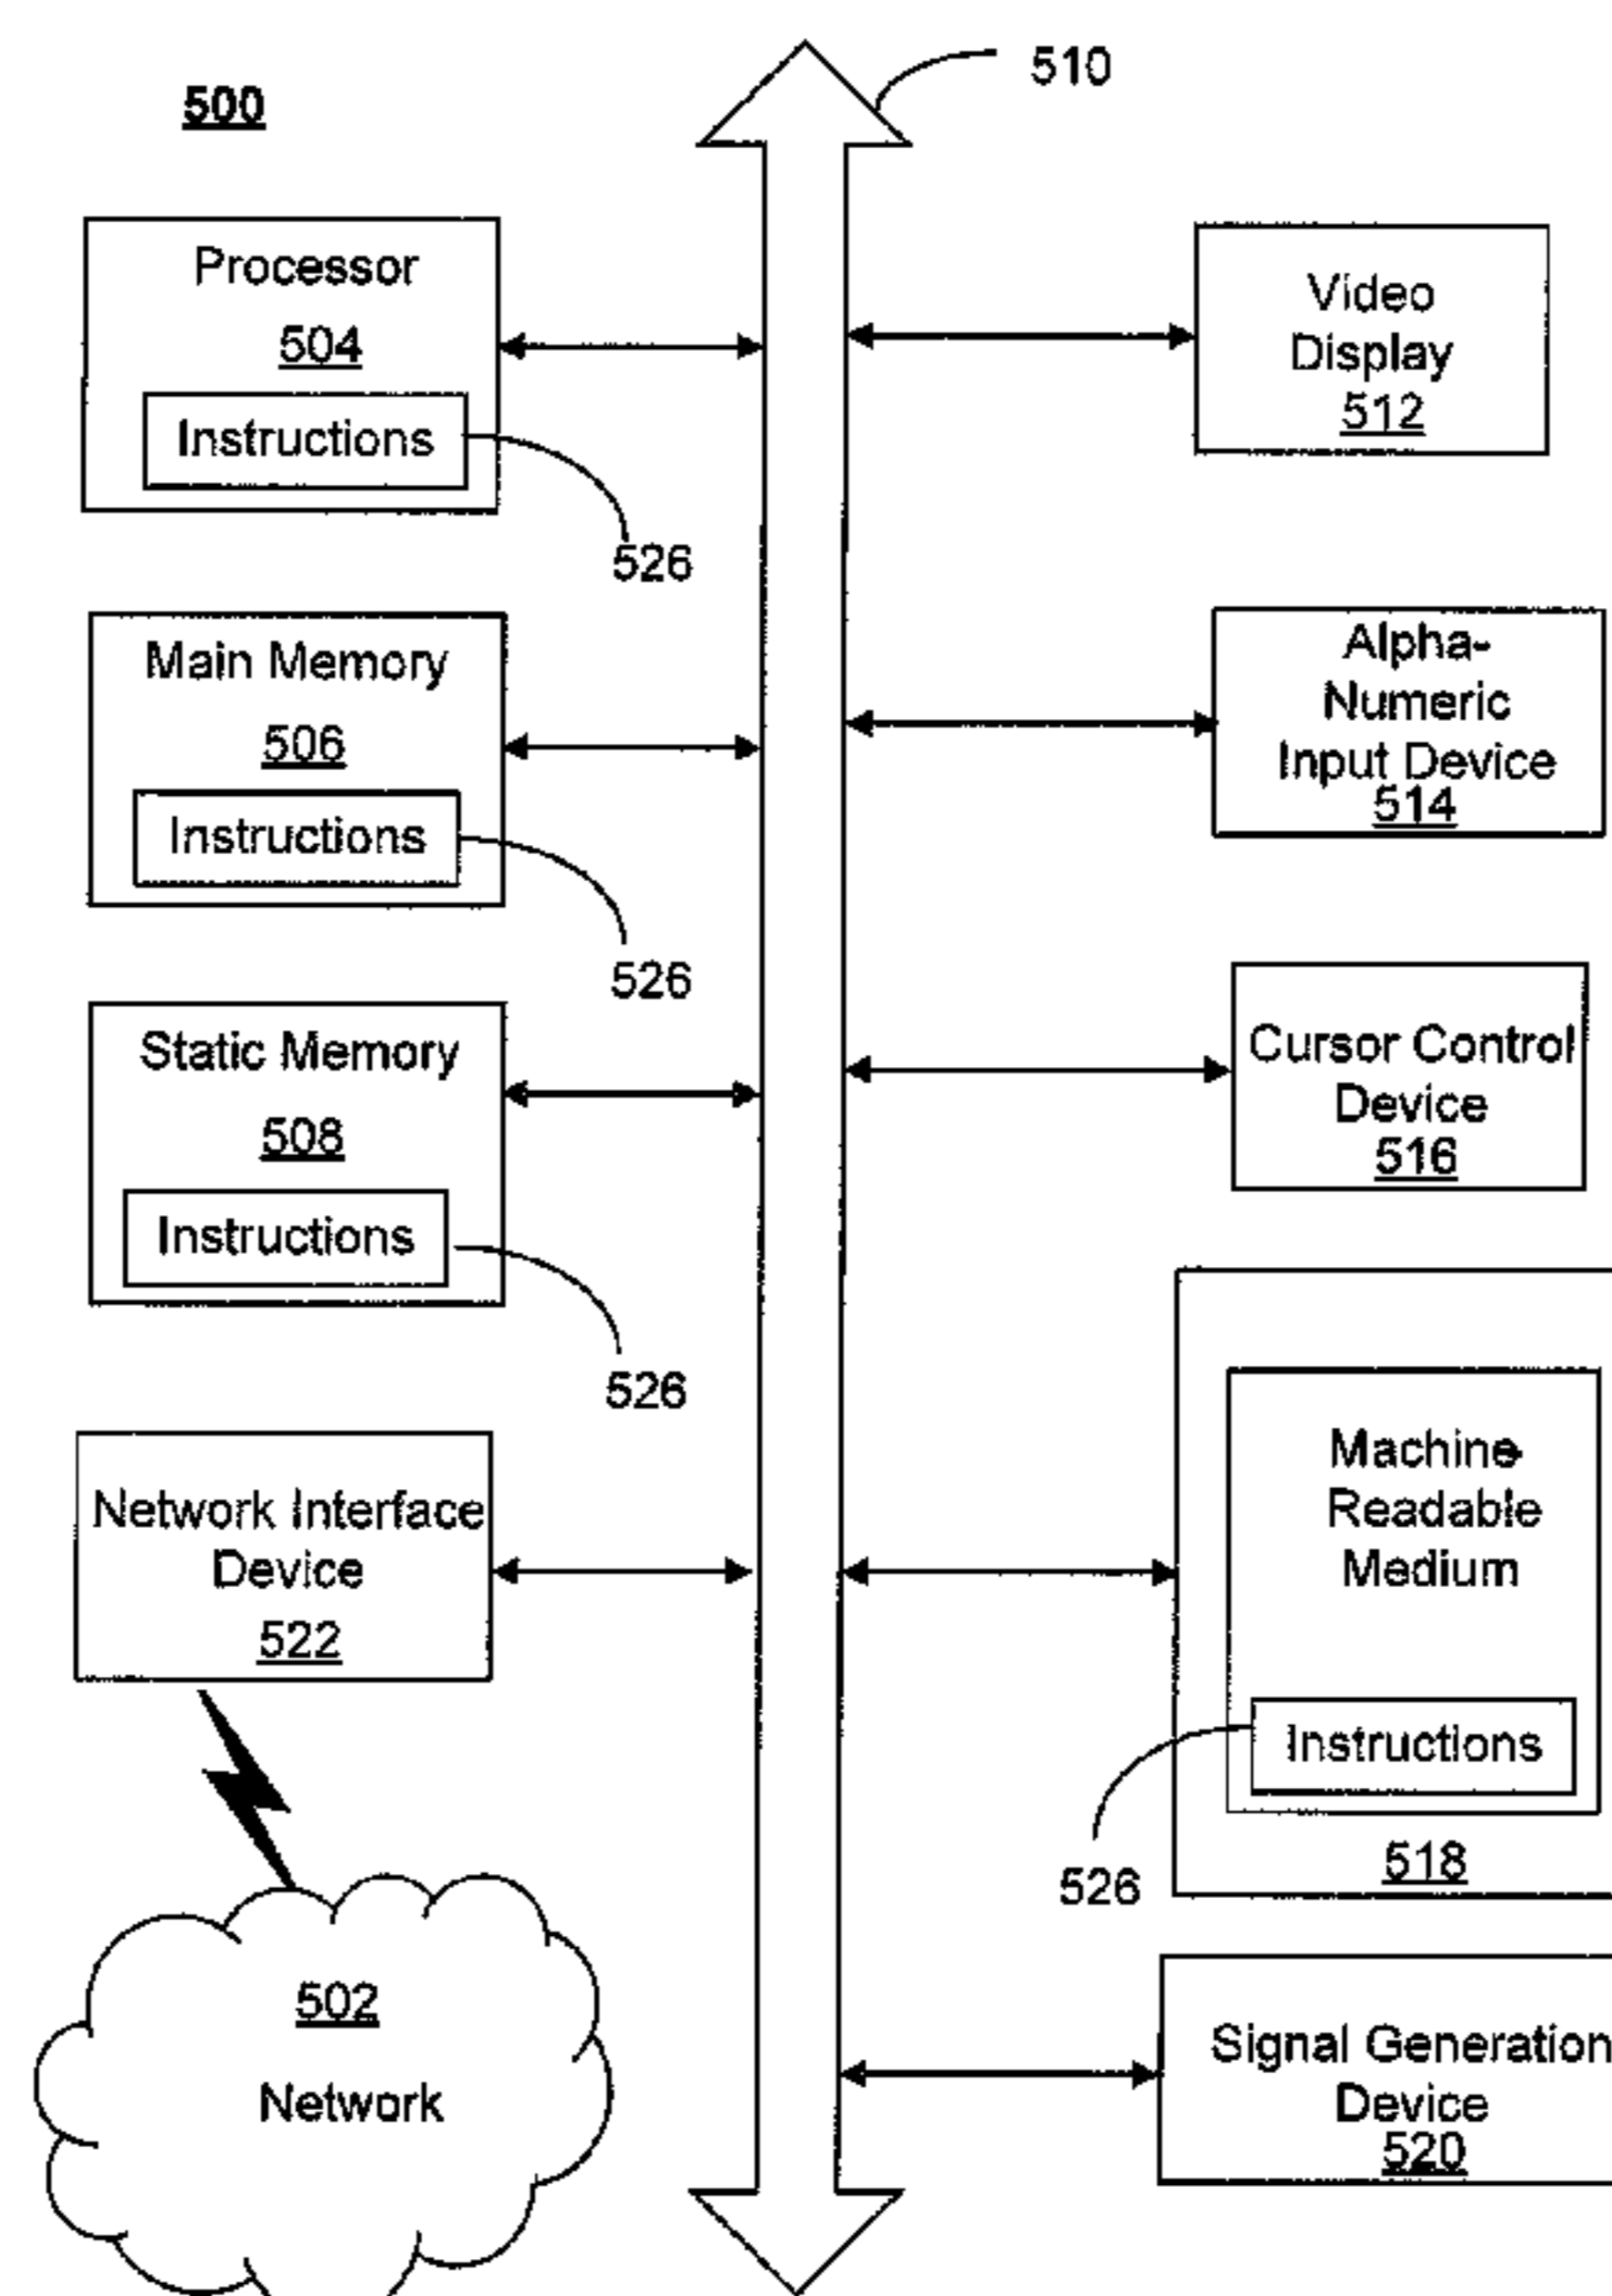 500
510
Processor
504
Instructions
526
Main Memory
506
Instructions
526
Static Memory
508
Instructions
526
Network Interface
Device
522
502
Network
Video
Display
512
Alpha-
Numeric
Input Device
514
Cursor Control
Device
516
Machine-
Readable
Medium
Instructions
526
518
Signal Generation
Device
520